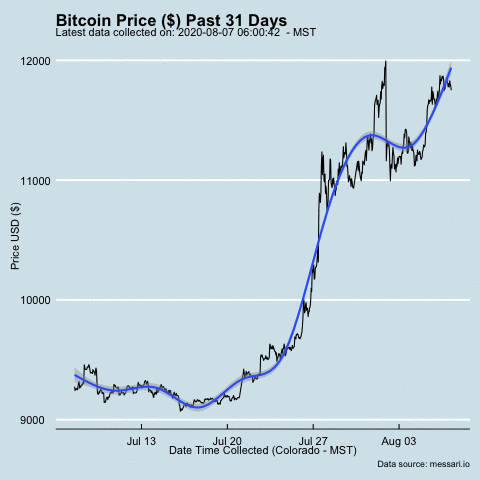 Bitcoin Price ($) Past 31 Days
Latest data collected on: 2020-08-07 06:00:42  - MST
12000
11000
10000
9000
Price USD ($)
Jul 13
Jul 20
Jul 27
Aug 03
Date Time Collected (Colorado - MST)
Data source: messari.io